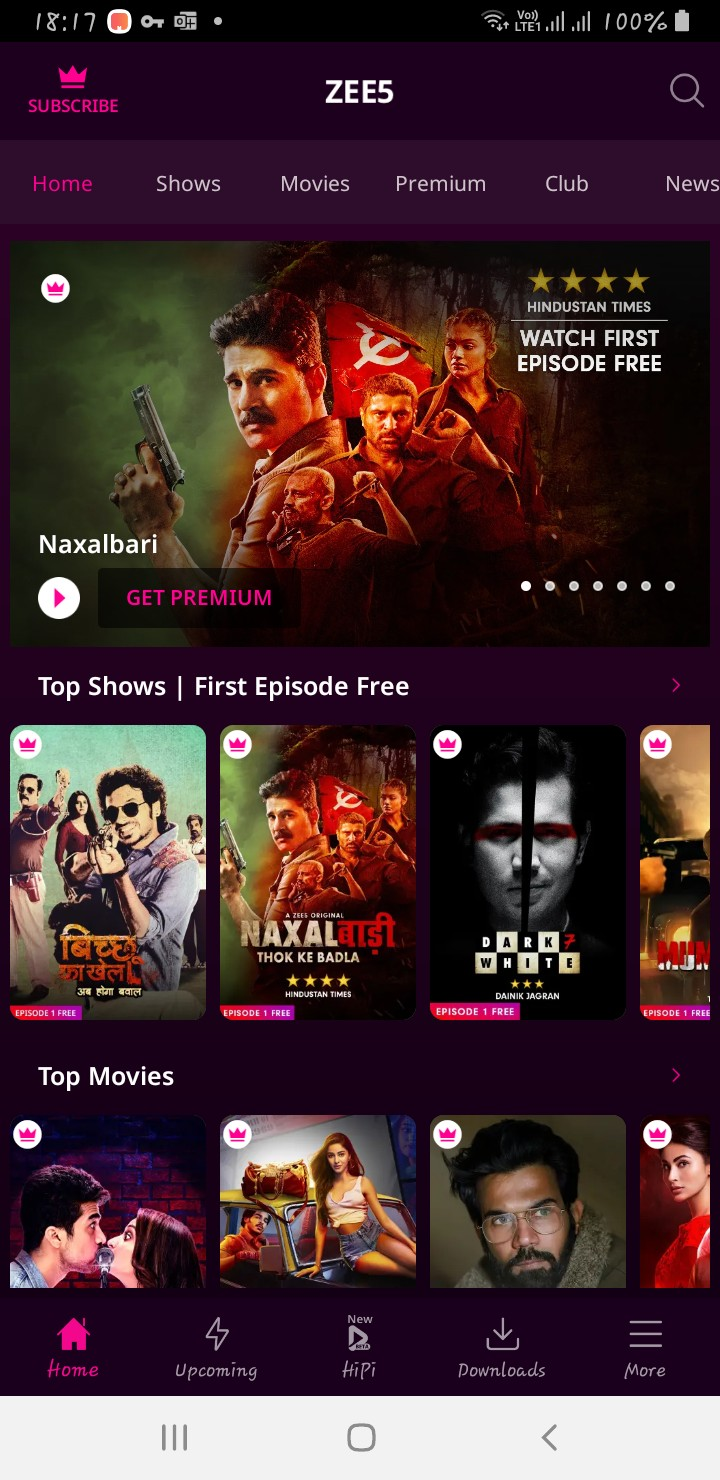 18:17
Vo))
LTE1
100%
SUBSCRIBE
ZEE5
Home
Shows
Movies
Premium
Club
News
★★★★
HINDUSTAN TIMES
WATCH FIRST
EPISODE FREE
Naxalbari
GET PREMIUM
Top Shows | First Episode Free
बिच्छू
का खेल
अब होगा बवाल
EPISODE 1 FREE
A ZEE5 ORIGINAL
NAXALबाड़ी
THOK KE BADLA
★★★★
HINDUSTAN TIMES
EPISODE 1 FREE
DARK 7
WHITE
★★★
DAINIK JAGRAN
EPISODE 1 FREE
MUM
EPISODE 1 FREE
Top Movies
Home
Upcoming
New
BETA
HiPi
Downloads
More